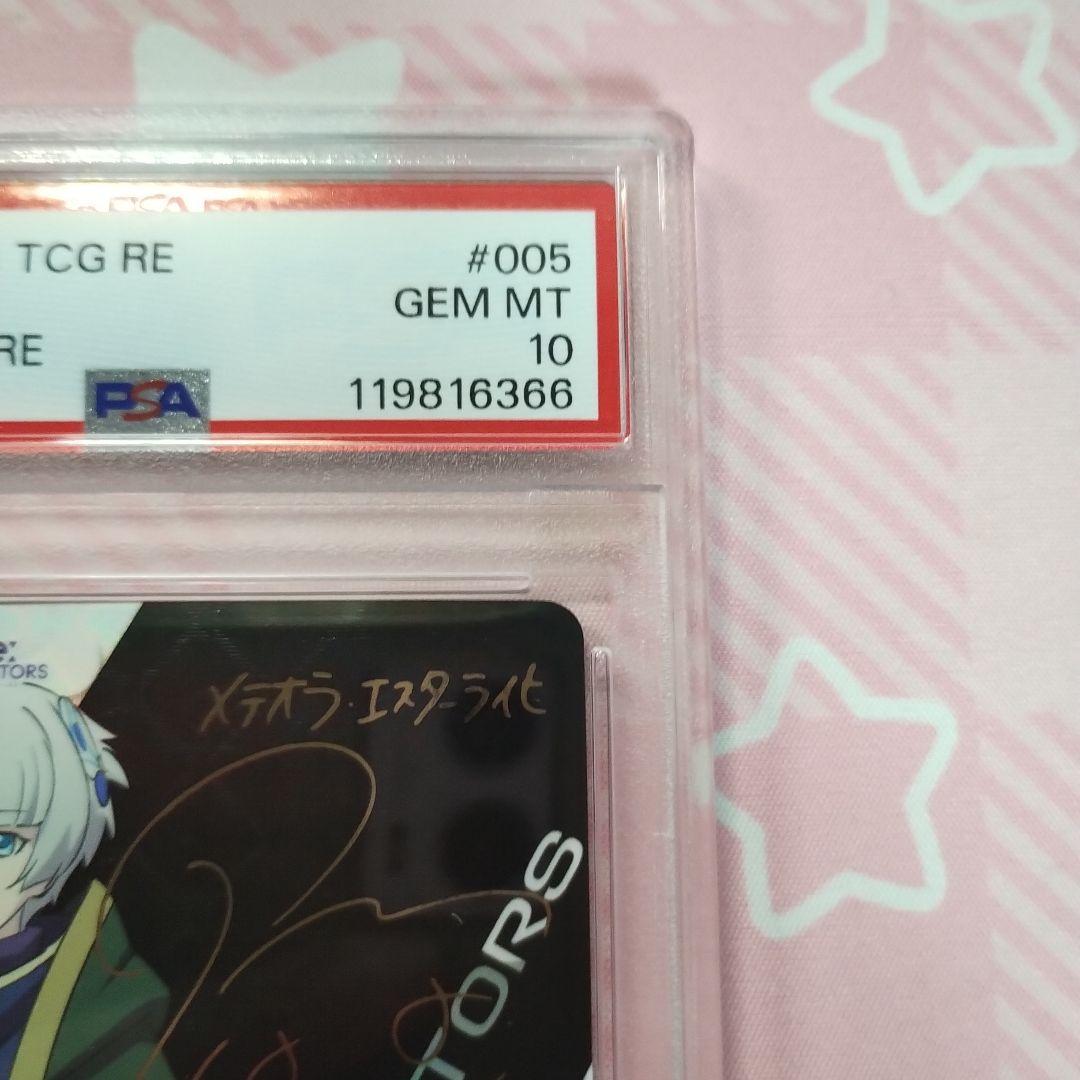 TCG RE #005
GEM MT
RE 10
PSA 119816366
TORS
メテオラ・エスターライヒ
TORS